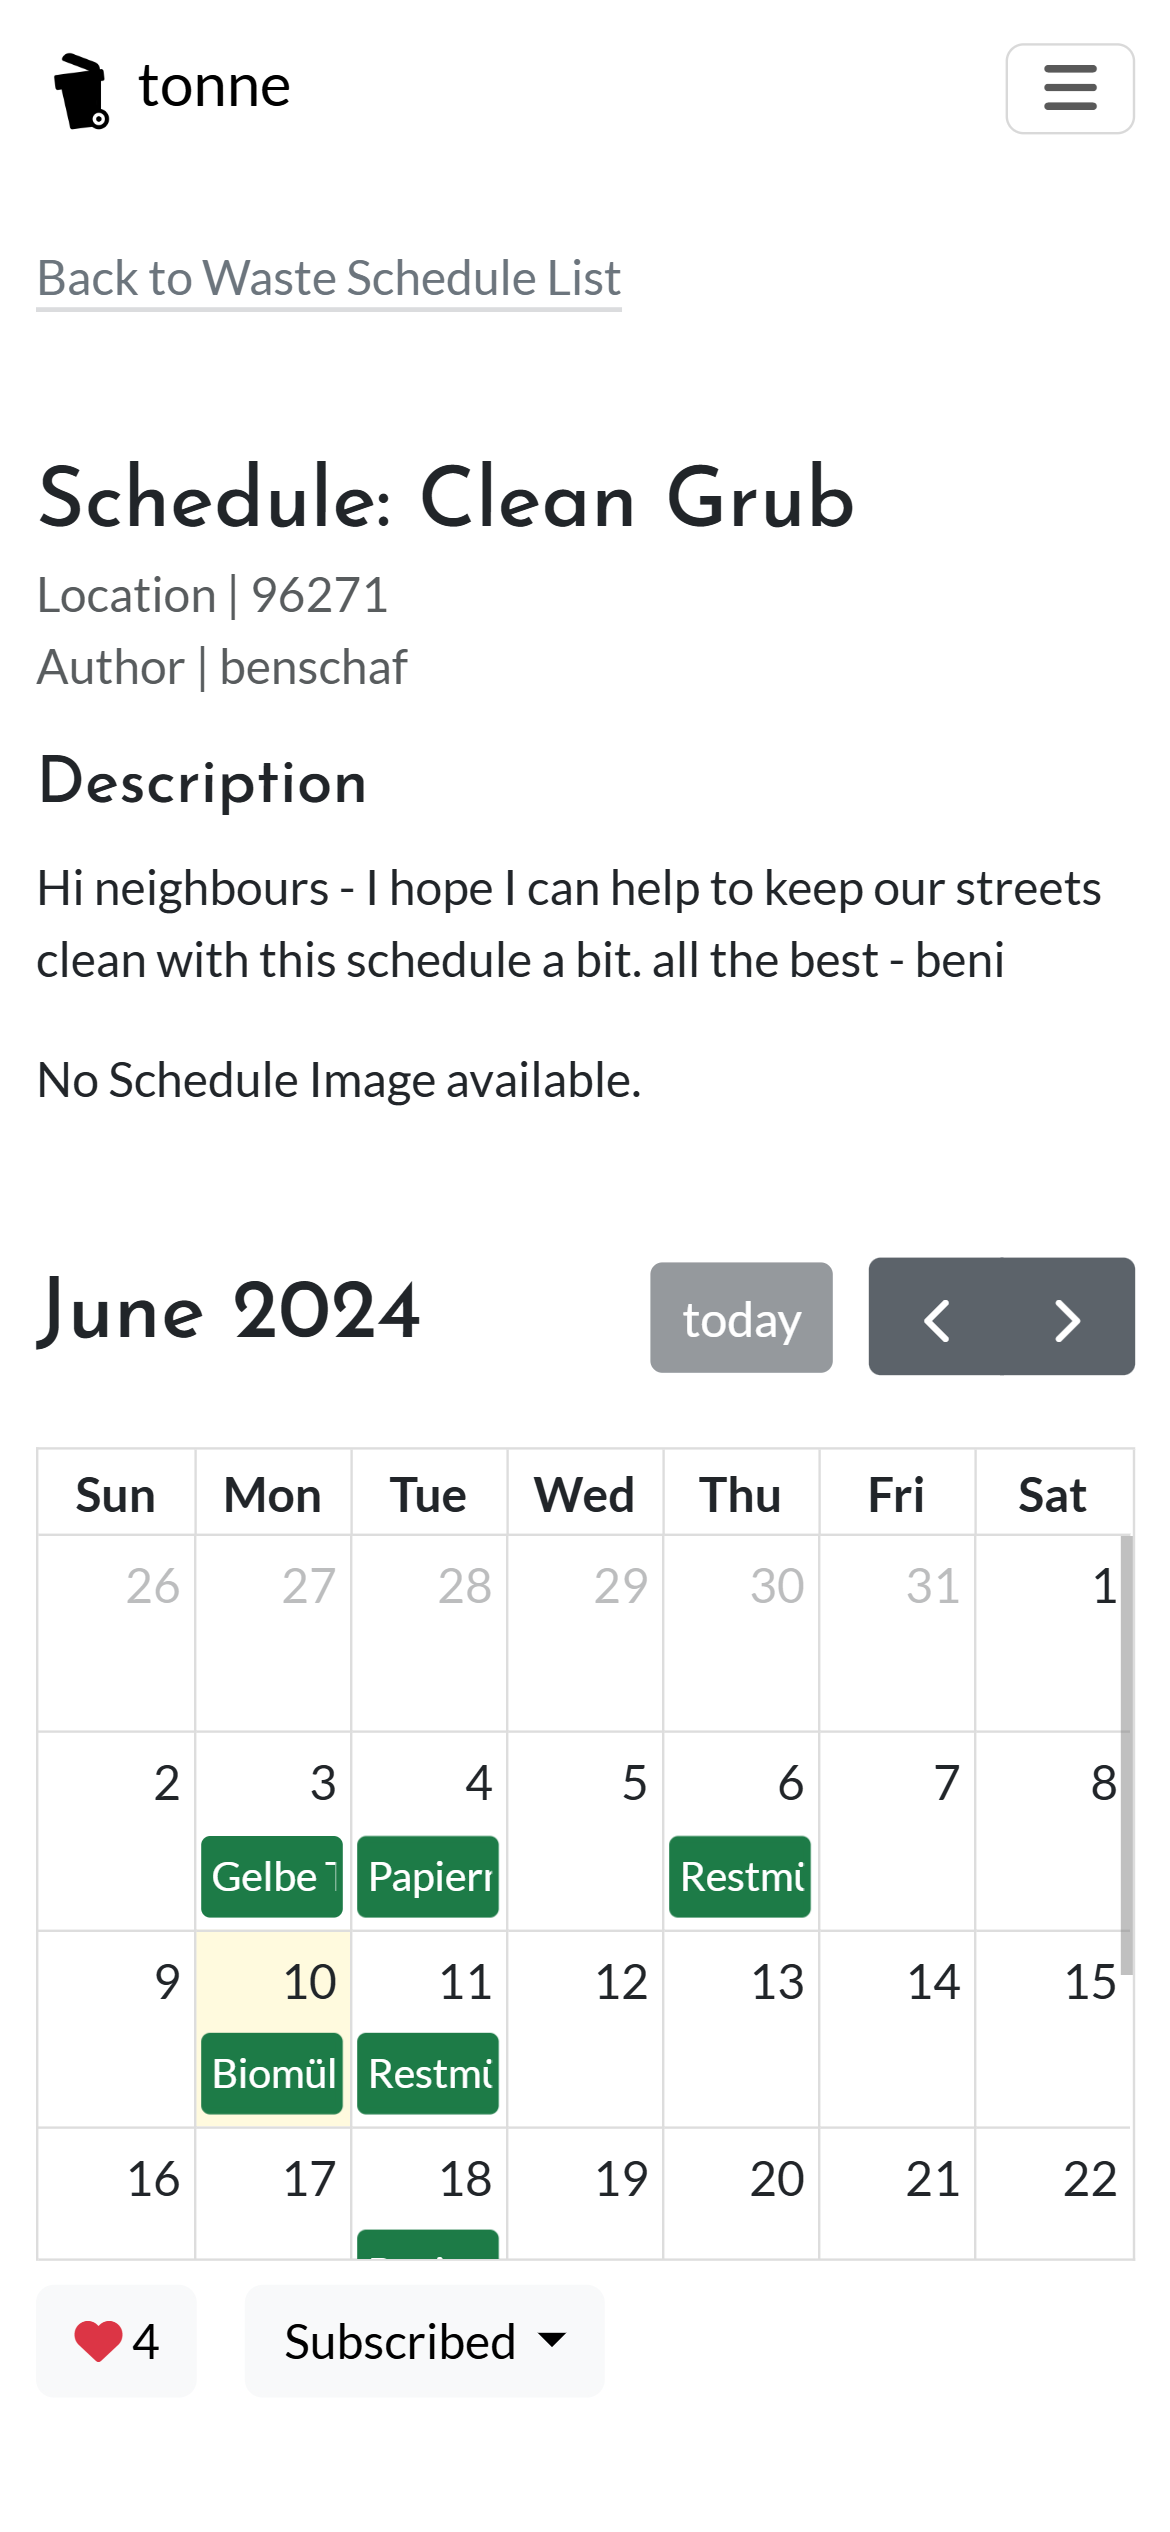 tonne
Back to Waste Schedule List
Schedule: Clean Grub
Location | 96271
Author | benschaf
Description
Hi neighbours - I hope I can help to keep our streets
clean with this schedule a bit. all the best - beni
No Schedule Image available.
June 2024
today
Sun Mon Tue Wed Thu Fri Sat
26 27 28 29 30 31 1
2 3 4 5 6 7 8
Gelbe
9 10 11 12 13 14 15
Biomül
16 17 18 19 20 21 22
4
Subscribed